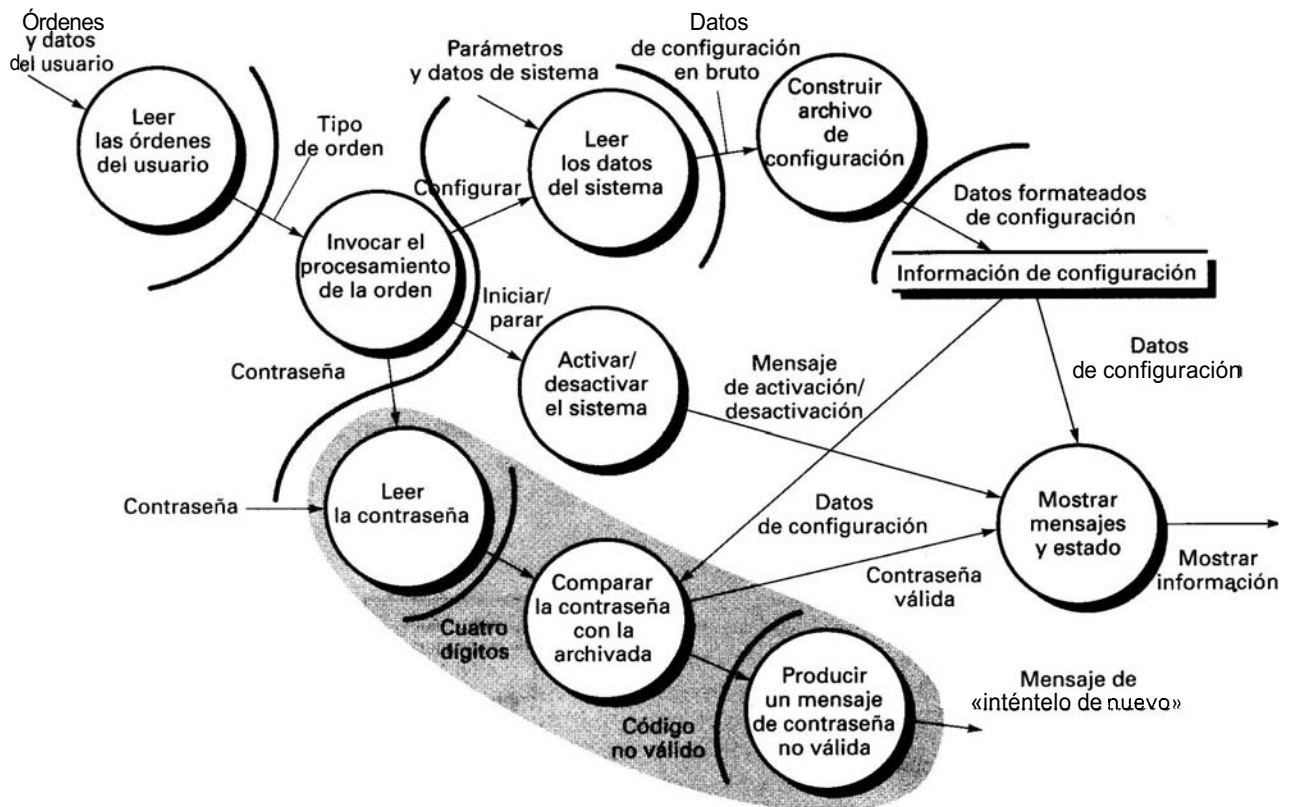 Órdenes
y datos
del usuario
Leer
las órdenes
del usuario
Tipo
de orden
Invocar el
procesamiento
de la orden
Parámetros
y datos de sistema
Configurar
Leer
los datos
del sistema
Datos
de configuración
en bruto
Construir
archivo
de
configuración
Datos formateados
de configuración
Información de configuración
Iniciar/
parar
Activar/
desactivar
el sistema
Mensaje
de activación/
desactivación
Datos
de configuración
Contraseña
Contraseña
Leer
la contraseña
Cuatro
dígitos
Comparar
la contraseña
con la
archivada
Datos
de configuración
Contraseña
válida
Mostrar
mensajes
y estado
Mostrar
información
Código
no válido
Producir
un mensaje
de contraseña
no válida
Mensaje de
«inténtelo de nuevo»